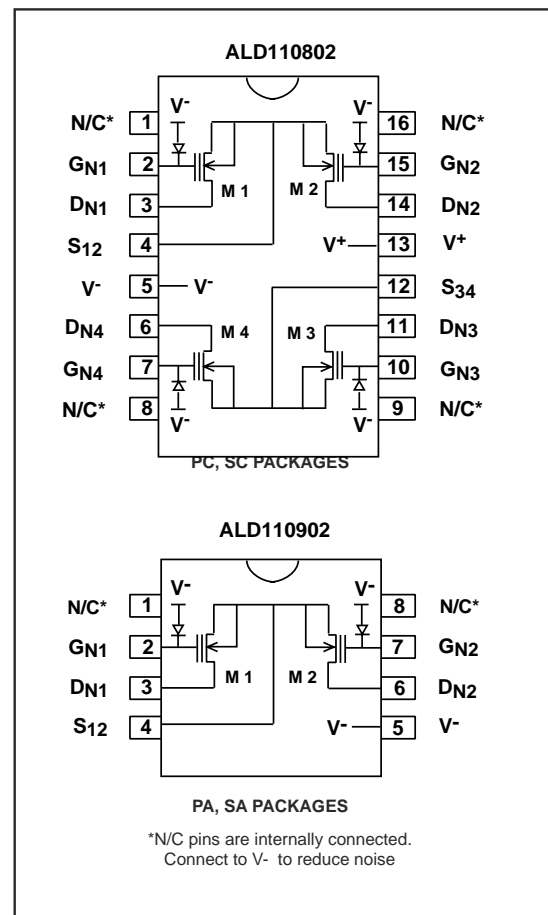 ALD110802
N/C* 1 V- V- 16 N/C*
GN1 2 15 GN2
M 1 M 2
DN1 3 14 DN2
S12 4 V+ 13 V+
V- 5 V- 12 S34
DN4 6 M 4 M 3 11 DN3
GN4 7 10 GN3
N/C* 8 V- V- 9 N/C*
PC, SC PACKAGES
ALD110902
N/C* 1 V- V- 8 N/C*
GN1 2 7 GN2
DN1 3 M 1 M 2 6 DN2
S12 4 V- 5 V-
PA, SA PACKAGES
*N/C pins are internally connected.
Connect to V- to reduce noise